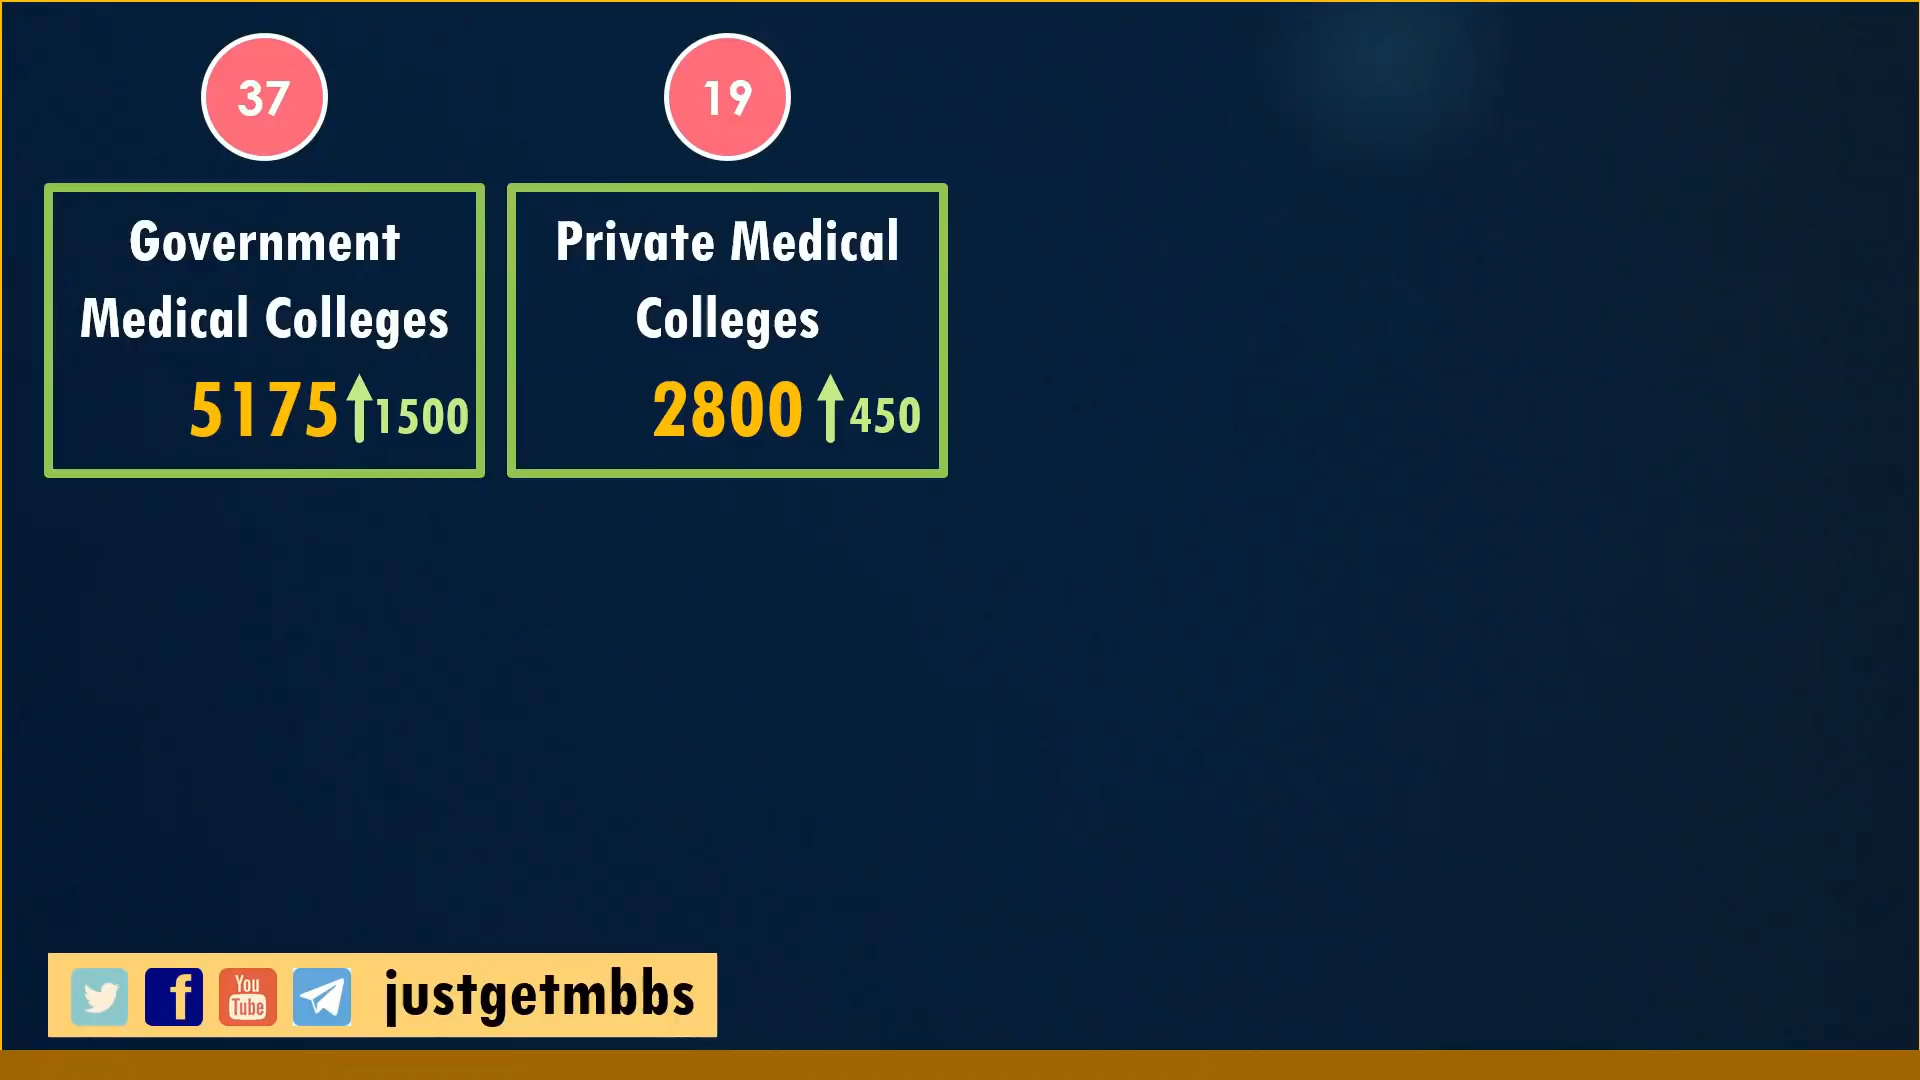 37
Government
Medical Colleges
5175 1500
19
Private Medical
Colleges
2800 450
f
You
Tube
justgetmbbs